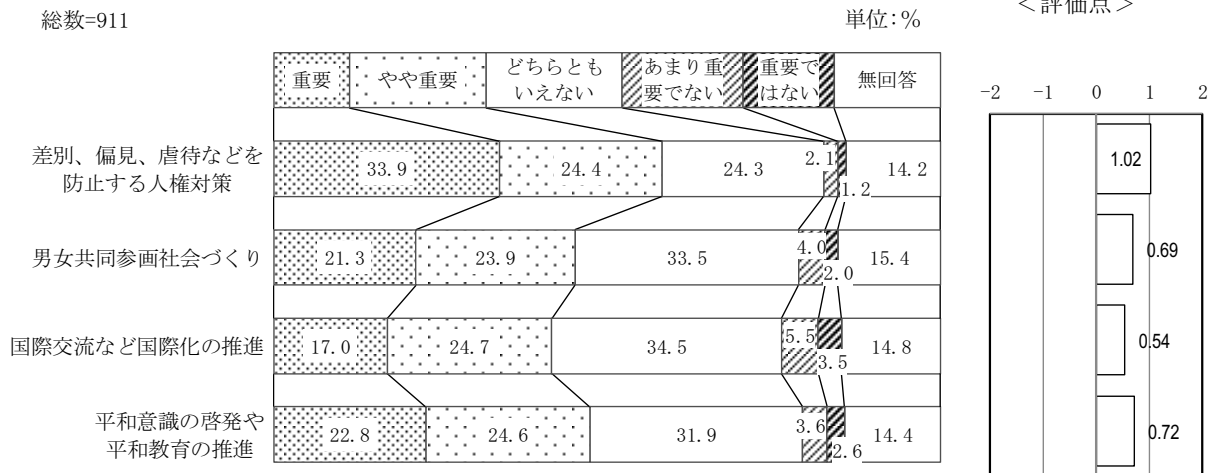 総数=911
単位:%
＜評価点＞
重要
やや重要
どちらとも
いえない
あまり重
要でない
重要で
はない
無回答
-2 -1 0 1 2
差別、偏見、虐待などを
防止する人権対策
33.9 24.4 24.3 2.1 1.2 14.2
1.02
男女共同参画社会づくり
21.3 23.9 33.5 4.0 2.0 15.4
0.69
国際交流など国際化の推進
17.0 24.7 34.5 5.5 3.5 14.8
0.54
平和意識の啓発や
平和教育の推進
22.8 24.6 31.9 3.6 2.6 14.4
0.72